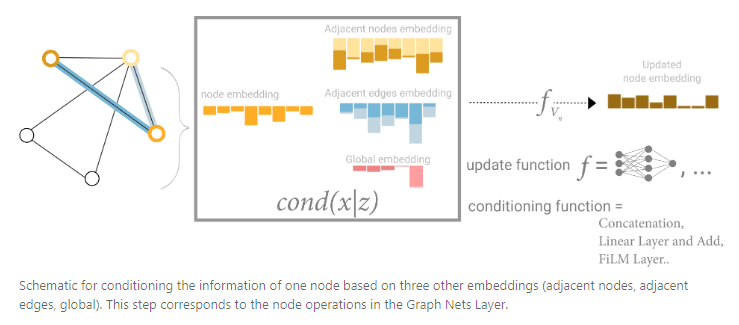 Adjacent nodes embedding
node embedding
Adjacent edges embedding
Global embedding
cond(x|z)
f Vn
Updated
node embedding
update function f = , ...
conditioning function =
Concatenation,
Linear Layer and Add,
FiLM Layer..
Schematic for conditioning the information of one node based on three other embeddings (adjacent nodes, adjacent
edges, global). This step corresponds to the node operations in the Graph Nets Layer.